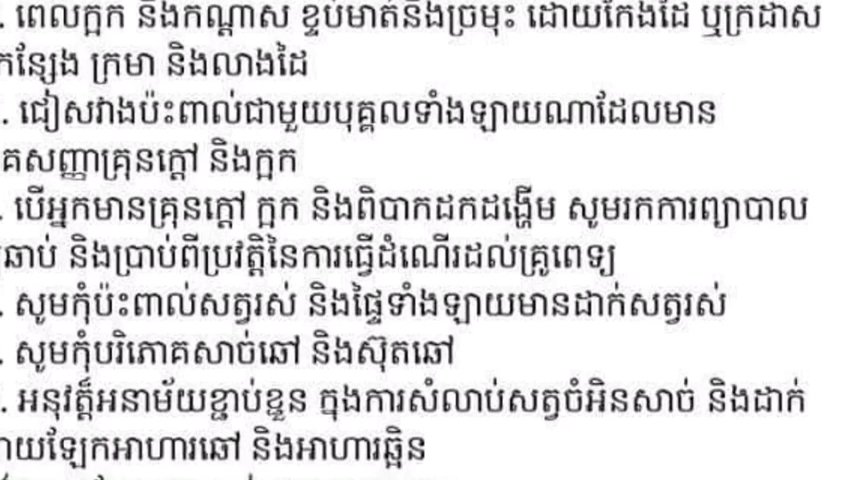 . ពេលក្អក និងកណ្តាស ខ្ទប់មាត់និងច្រមុះ ដោយកែងដៃ ឬក្រដាស
កន្សែង ក្រមា និងលាងដៃ
. ជៀសវាងប៉ះពាល់ជាមួយបុគ្គលទាំងឡាយណាដែលមាន
គសញ្ញាគ្រុនក្តៅ និងក្អក
. បើអ្នកមានគ្រុនក្តៅ ក្អក និងពិបាកដកដង្ហើម សូមរកការព្យាបាល
ឆាប់ និងប្រាប់ពីប្រវត្តិនៃការធ្វើដំណើរដល់គ្រូពេទ្យ
. សូមកុំប៉ះពាល់សត្វរស់ និងផ្ទៃទាំងឡាយមានដាក់សត្វរស់
. សូមកុំបរិភោគសាច់ឆៅ និងស៊ុតឆៅ
. អនុវត្ត៏អនាម័យខ្ជាប់ខ្ជួន ក្នុងការសំលាប់សត្វចំអិនសាច់ និងដាក់
ាយឡែកអាហារឆៅ និងអាហារឆ្អិន